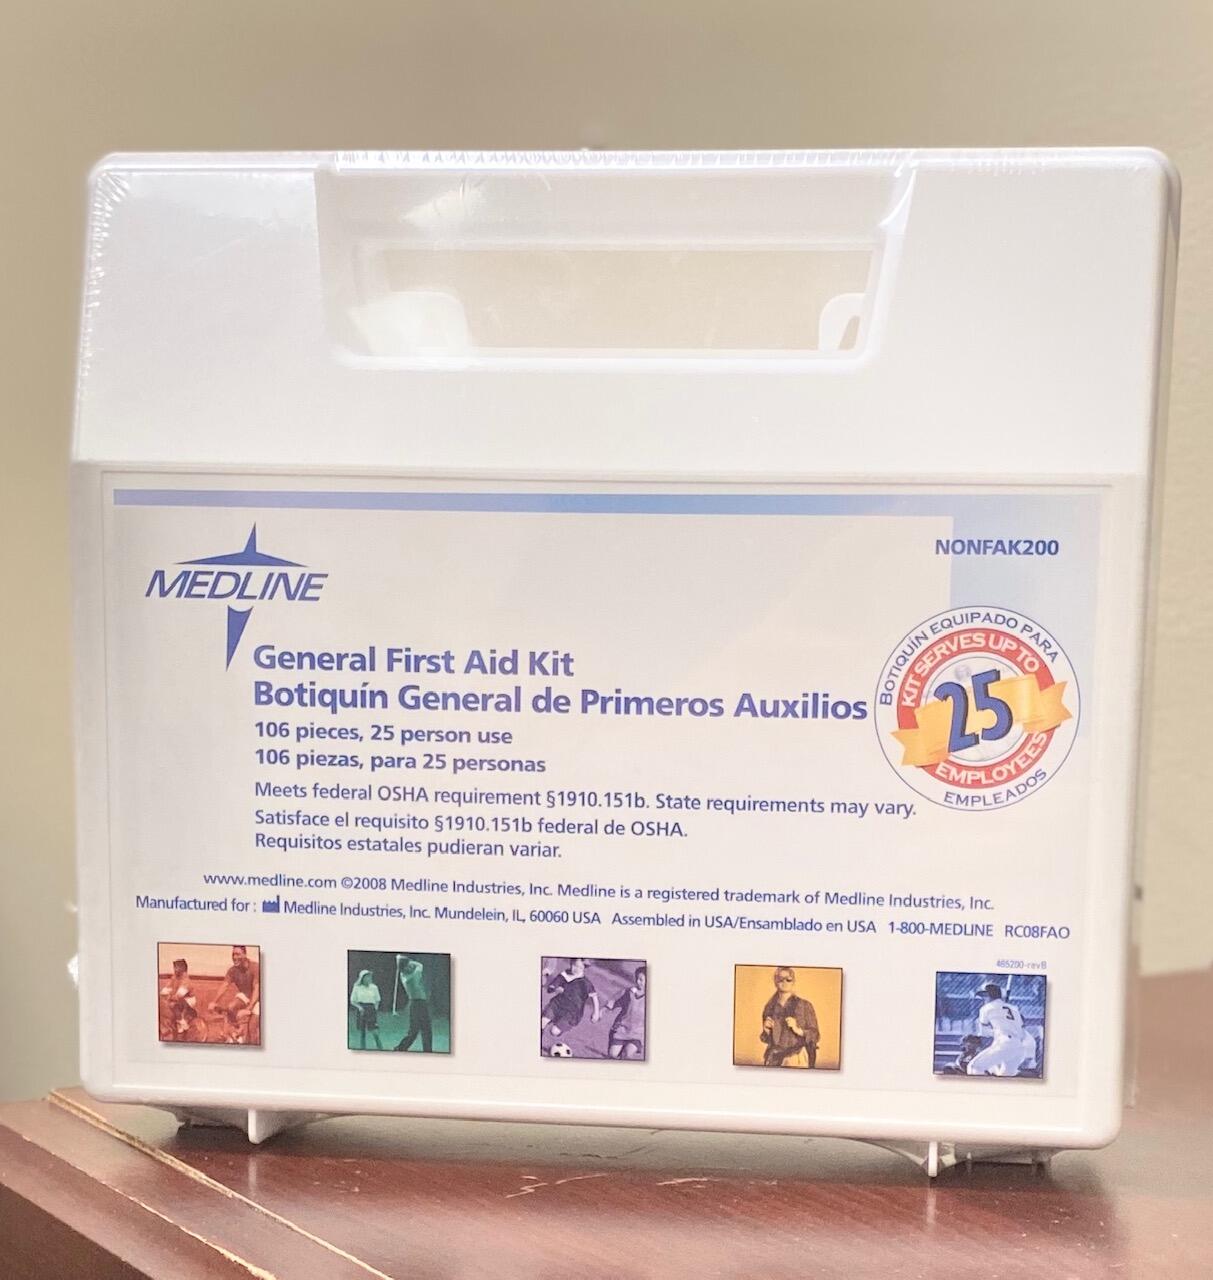 MEDLINE
NONFAK200
General First Aid Kit
Botiquín General de Primeros Auxilios
106 pieces, 25 person use
106 piezas, para 25 personas
Meets federal OSHA requirement §1910.151b. State requirements may vary.
Satisface el requisito §1910.151b federal de OSHA.
Requisitos estatales pudieran variar.
BOTIQUÍN EQUIPADO PARA
KIT SERVES UP TO
25
EMPLOYEES
EMPLEADOS
www.medline.com ©2008 Medline Industries, Inc. Medline is a registered trademark of Medline Industries, Inc.
Manufactured for: Medline Industries, Inc. Mundelein, IL, 60060 USA Assembled in USA/Ensamblado en USA 1-800-MEDLINE RC08FAO
465200-revB
3